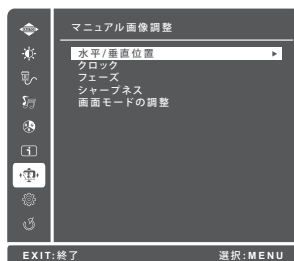 マニュアル画像調整
水平/垂直位置 ►
クロック
フェーズ
シャープネス
画面モードの調整
EXIT:終了 選択:MENU